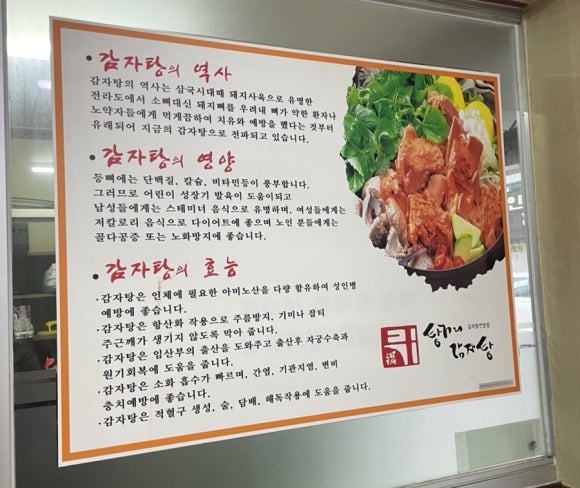 • 감자탕의 역사
감자탕의 역사는 삼국시대때 돼지사육으로 유명한
전라도에서 소뼈대신 돼지뼈를 우려내 뼈가 약한 환자나
노약자들에게 먹게끔하여 치유와 예방을 했다는 것부터
유래되어 지금의 감자탕으로 전파되고 있습니다.
• 감자탕의 영양
등뼈에는 단백질, 칼슘, 비타민등이 풍부합니다.
그러므로 어린이 성장기 발육이 도움이되고
남성들에게는 스테미너 음식으로 유명하며, 여성들에게는
저칼로리 음식으로 다이어트에 좋으며 노인 분들에게는
골다공증 또는 노화방지에 좋습니다.
• 감자탕의 효능
·감자탕은 인체에 필요한 아미노산을 다량 함유하여 성인병
예방에 좋습니다.
·감자탕은 항산화 작용으로 주름방지, 기미나 잡티
주근깨가 생기지 않도록 막아 줍니다.
·감자탕은 임산부의 출산을 도와주고 출산후 자궁수축과
원기회복에 도움을 줍니다.
·감자탕은 소화 흡수가 빠르며, 간염, 기관지염, 변비
충치예방에 좋습니다.
·감자탕은 적혈구 생성, 술, 담배, 해독작용에 도움을 줍니다.
감자탕전문점
감자탕